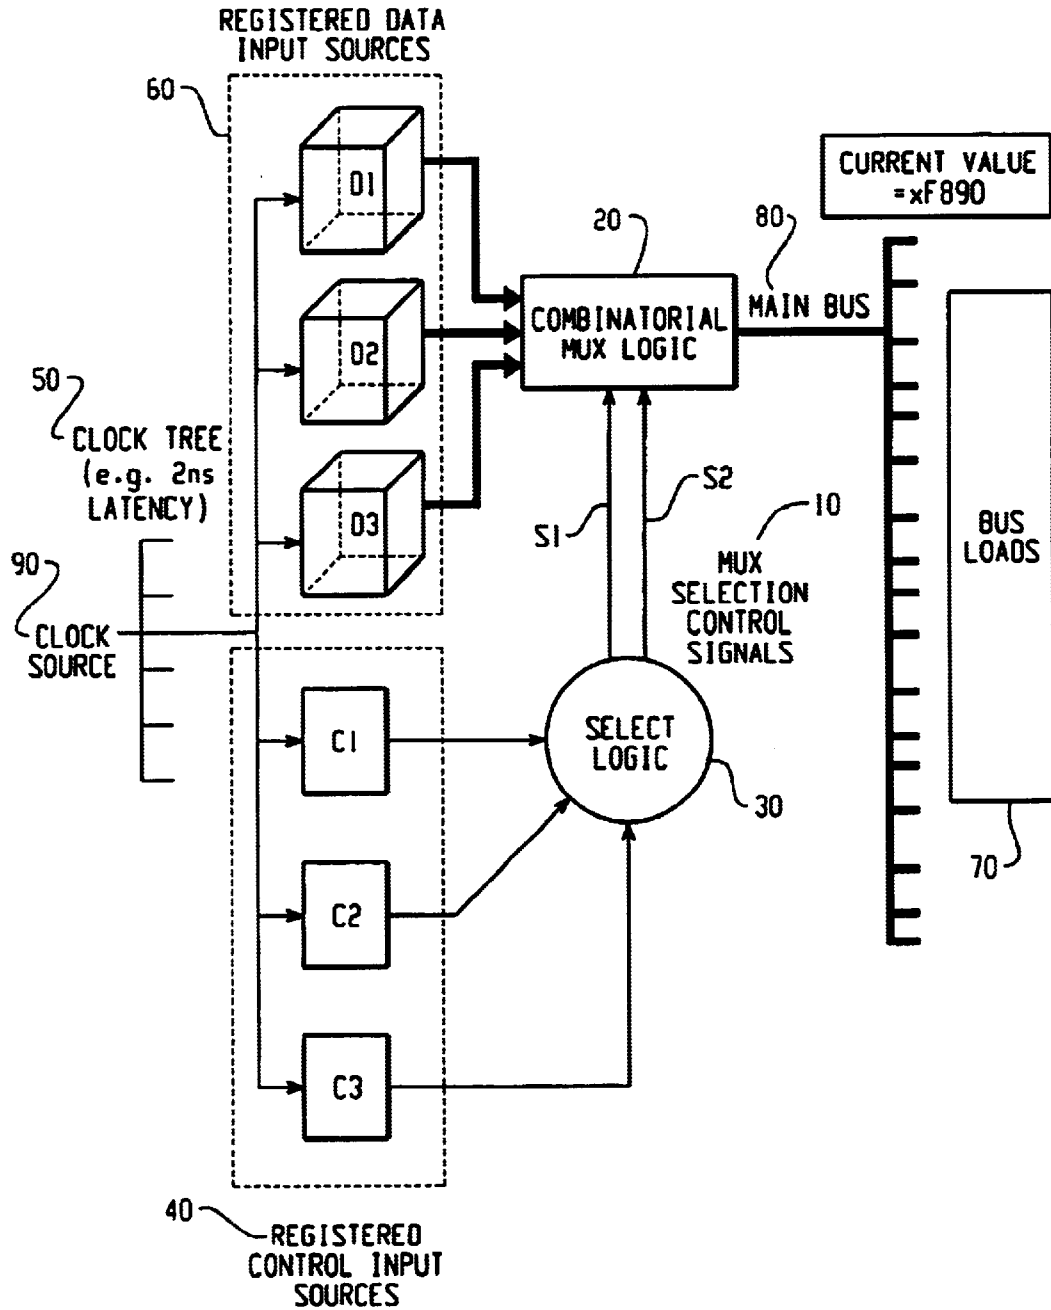 REGISTERED DATA
INPUT SOURCES
60
D1
CURRENT VALUE
=xF890
20
80
MAIN BUS
COMBINATORIAL
MUX LOGIC
D2
50
CLOCK TREE
(e.g. 2ns
LATENCY)
D3
S1
S2
10
MUX
SELECTION
CONTROL
SIGNALS
BUS
LOADS
90
CLOCK
SOURCE
C1
SELECT
LOGIC
30
70
C2
C3
40
REGISTERED
CONTROL INPUT
SOURCES